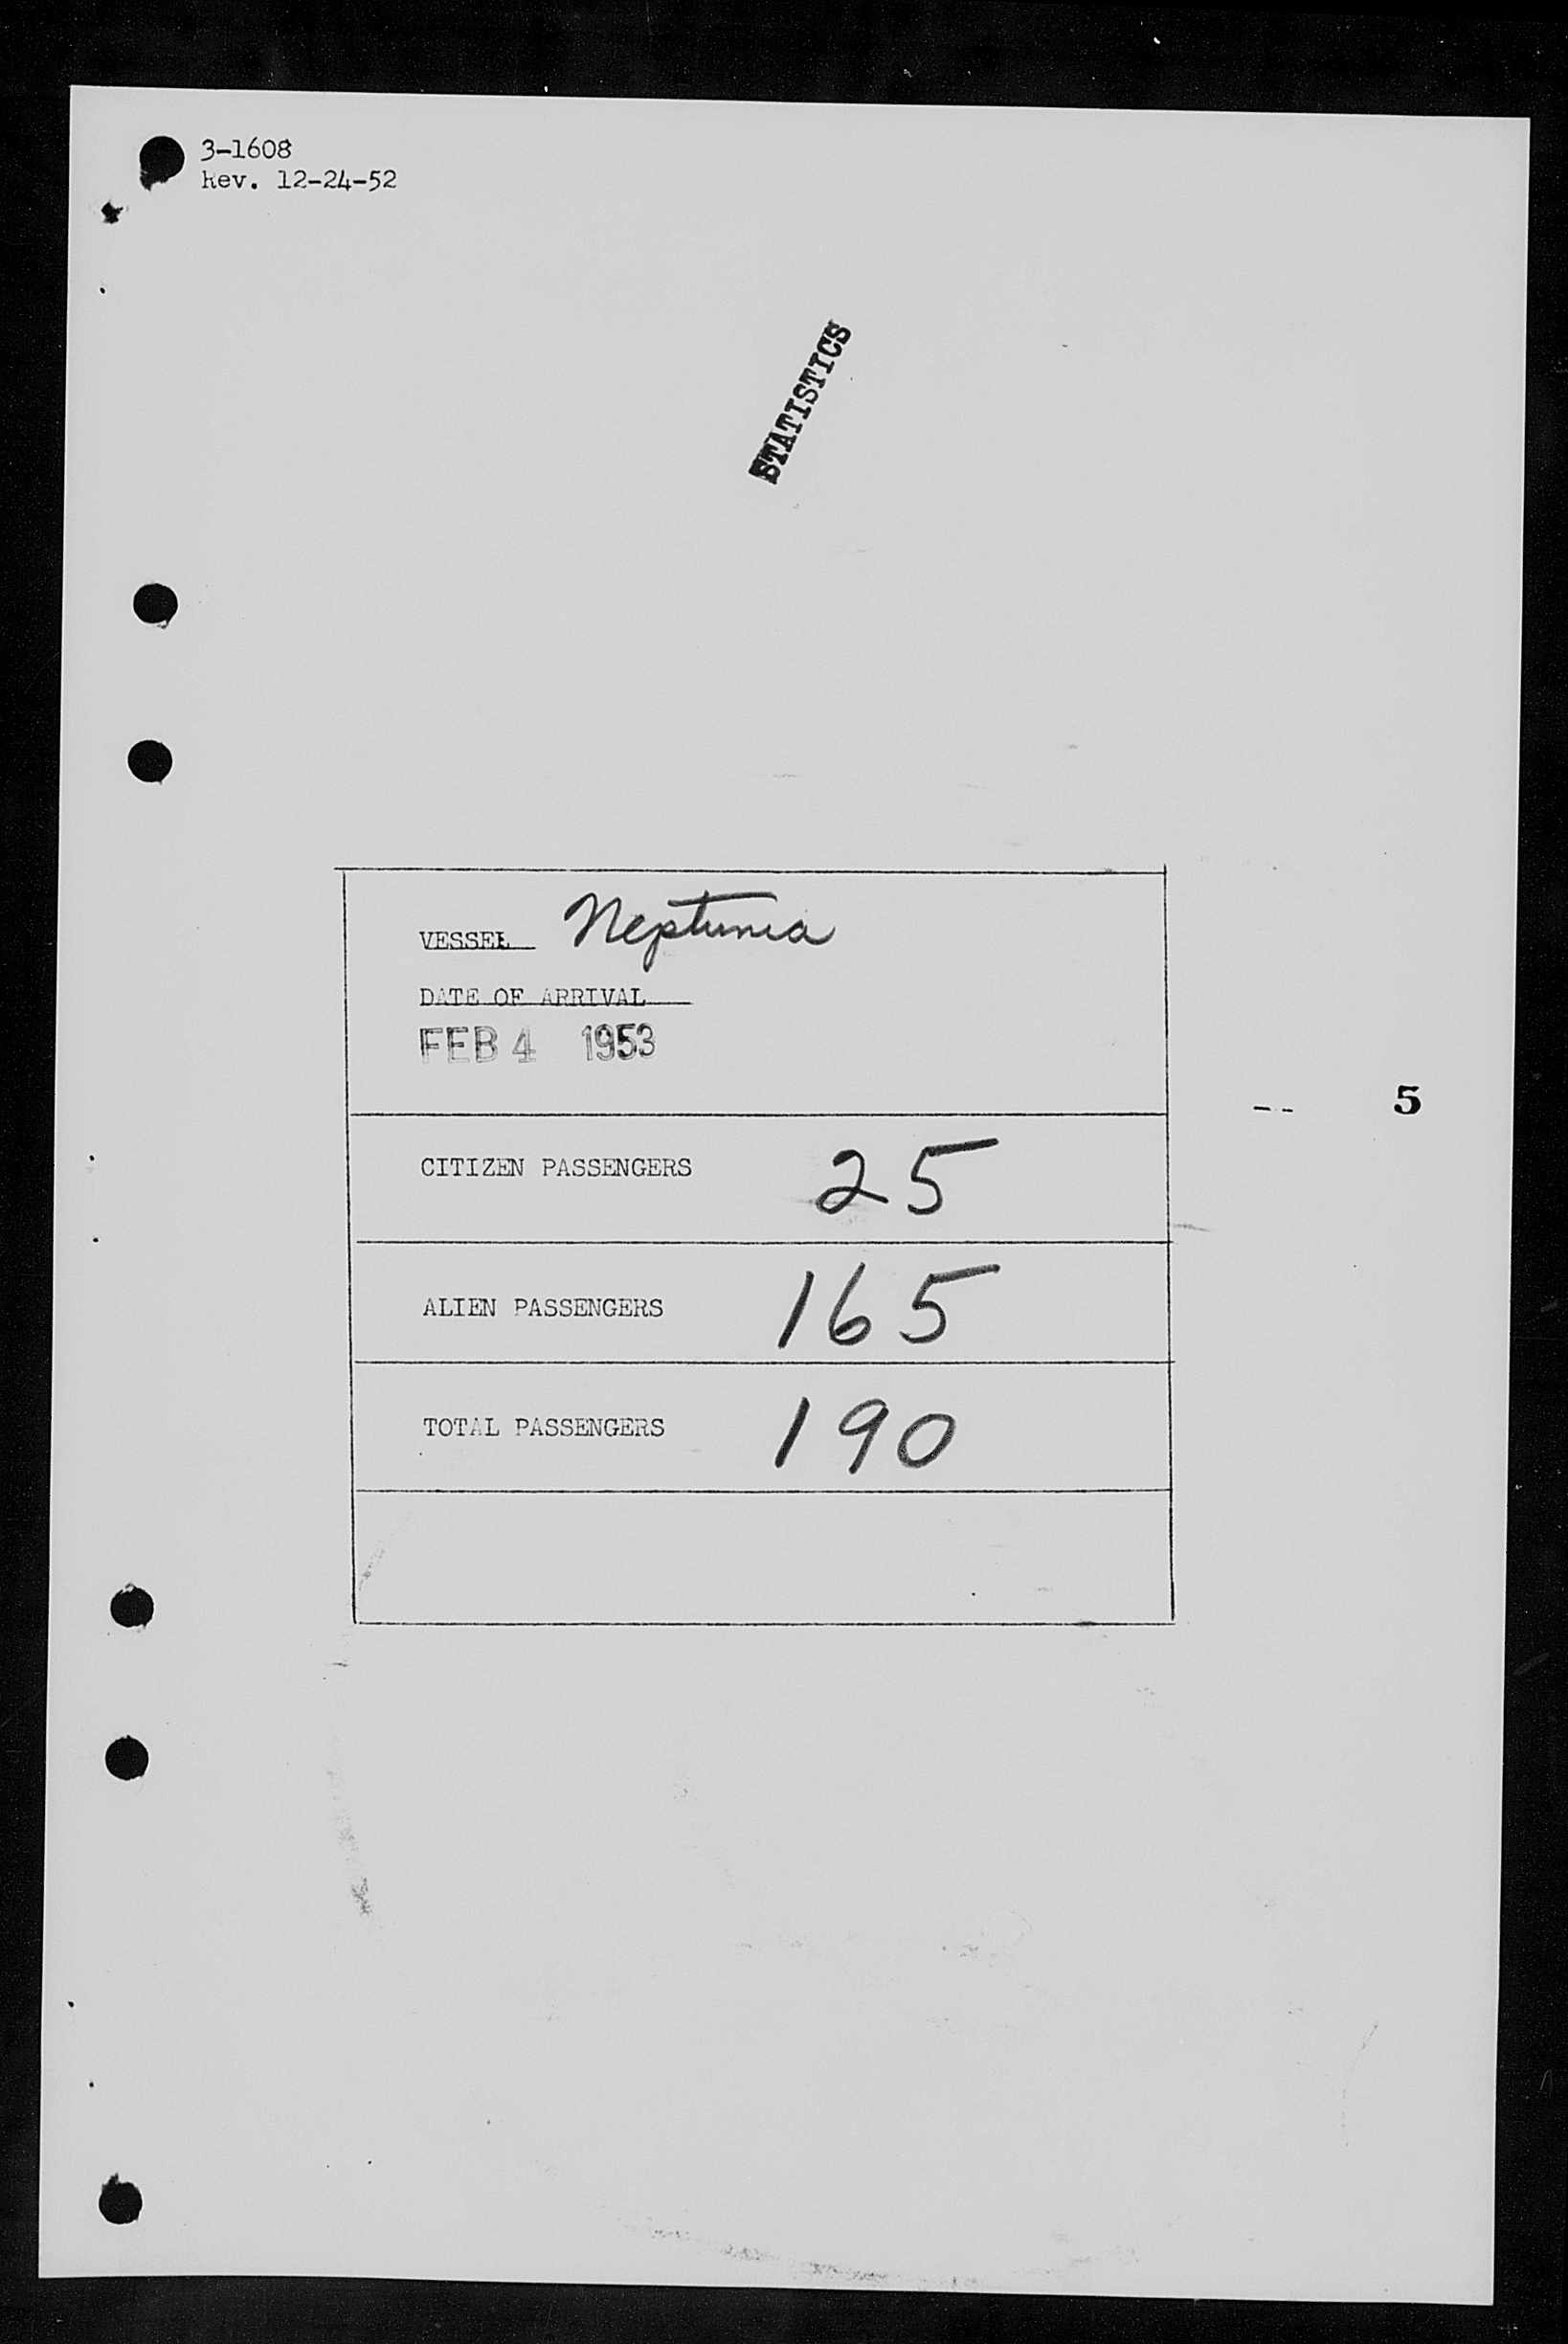 3-1608
Rev. 12-24-52
STATISTICS
VESSEL Neptunia
DATE OF ARRIVAL
FEB 4 1953
5
CITIZEN PASSENGERS 25
ALIEN PASSENGERS 165
TOTAL PASSENGERS 190